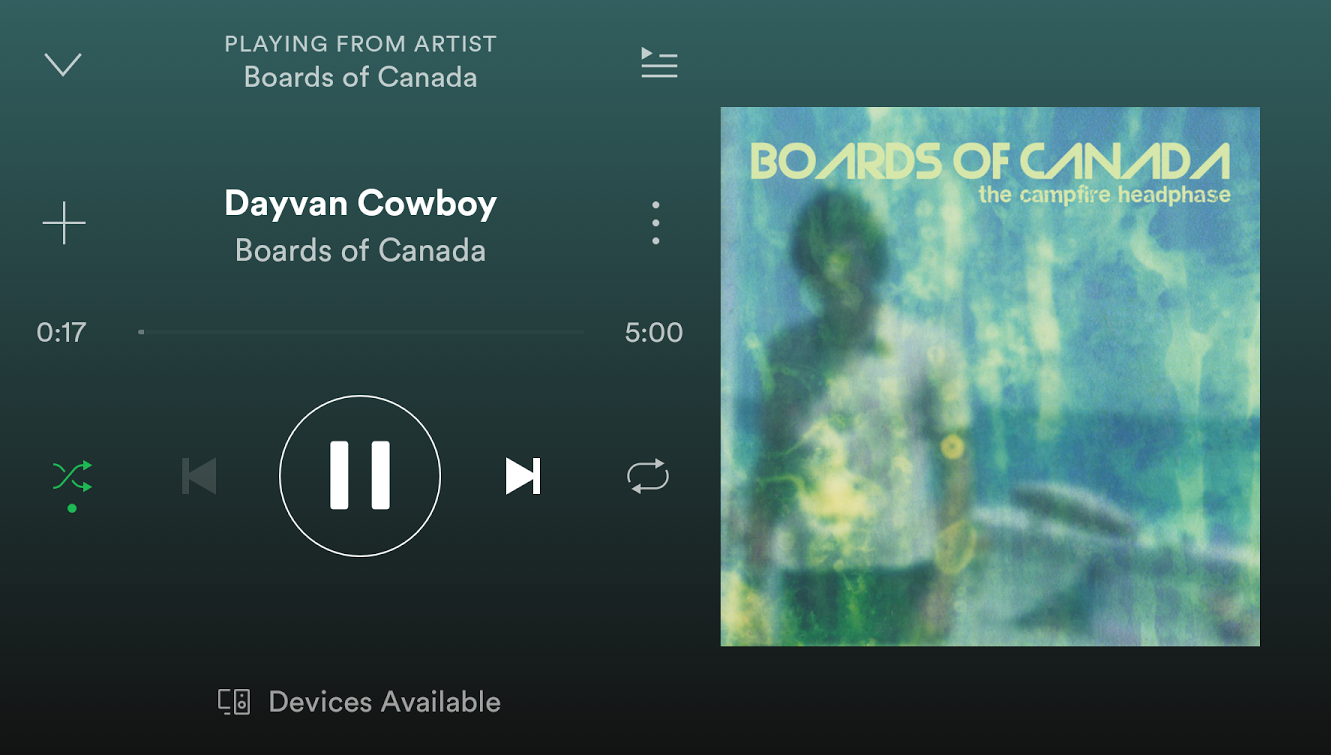 PLAYING FROM ARTIST
Boards of Canada
Dayvan Cowboy
Boards of Canada
0:17
5:00
Devices Available
BOARDS OF CANADA
the campfire headphase